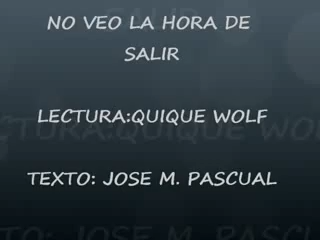 NO VEO LA HORA DE
SALIR
LECTURA:QUIQUE WOLF
TEXTO: JOSE M. PASCUAL